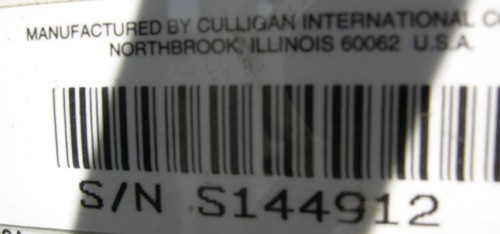 MANUFACTURED BY CULLIGAN INTERNATIONAL
NORTHBROOK, ILLINOIS 60062 U.S.A.
S/N S144912